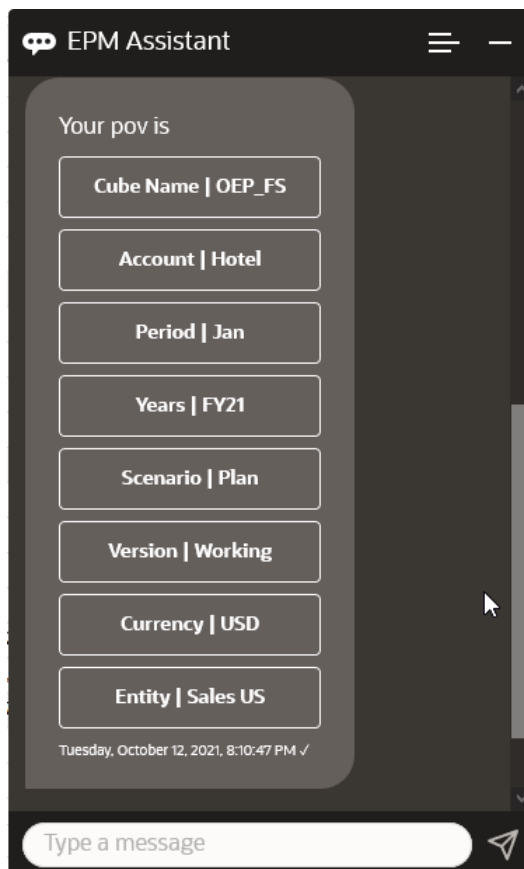 EPM Assistant
Your pov is
Cube Name | OEP_FS
Account | Hotel
Period | Jan
Years | FY21
Scenario | Plan
Version | Working
Currency | USD
Entity | Sales US
Tuesday, October 12, 2021, 8:10:47 PM ✓
Type a message